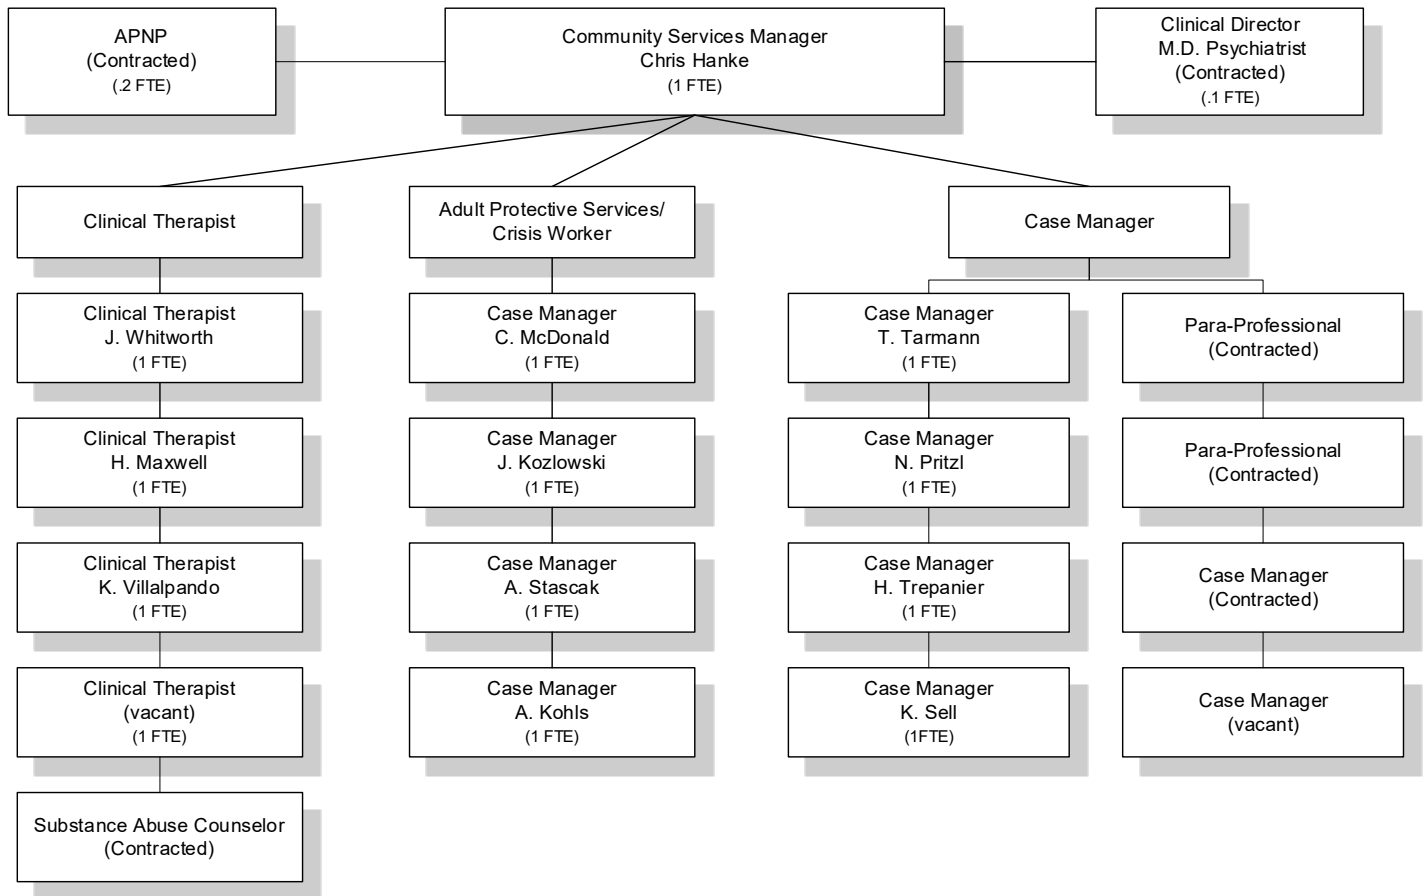 APNP
(Contracted)
(.2 FTE)
Community Services Manager
Chris Hanke
(1 FTE)
Clinical Director
M.D. Psychiatrist
(Contracted)
(.1 FTE)
Clinical Therapist
Adult Protective Services/
Crisis Worker
Case Manager
Clinical Therapist
J. Whitworth
(1 FTE)
Case Manager
C. McDonald
(1 FTE)
Case Manager
T. Tarmann
(1 FTE)
Para-Professional
(Contracted)
Clinical Therapist
H. Maxwell
(1 FTE)
Case Manager
J. Kozlowski
(1 FTE)
Case Manager
N. Pritzl
(1 FTE)
Para-Professional
(Contracted)
Clinical Therapist
K. Villalpando
(1 FTE)
Case Manager
A. Stascak
(1 FTE)
Case Manager
H. Trepanier
(1 FTE)
Case Manager
(Contracted)
Clinical Therapist
(vacant)
(1 FTE)
Case Manager
A. Kohls
(1 FTE)
Case Manager
K. Sell
(1FTE)
Case Manager
(vacant)
Substance Abuse Counselor
(Contracted)